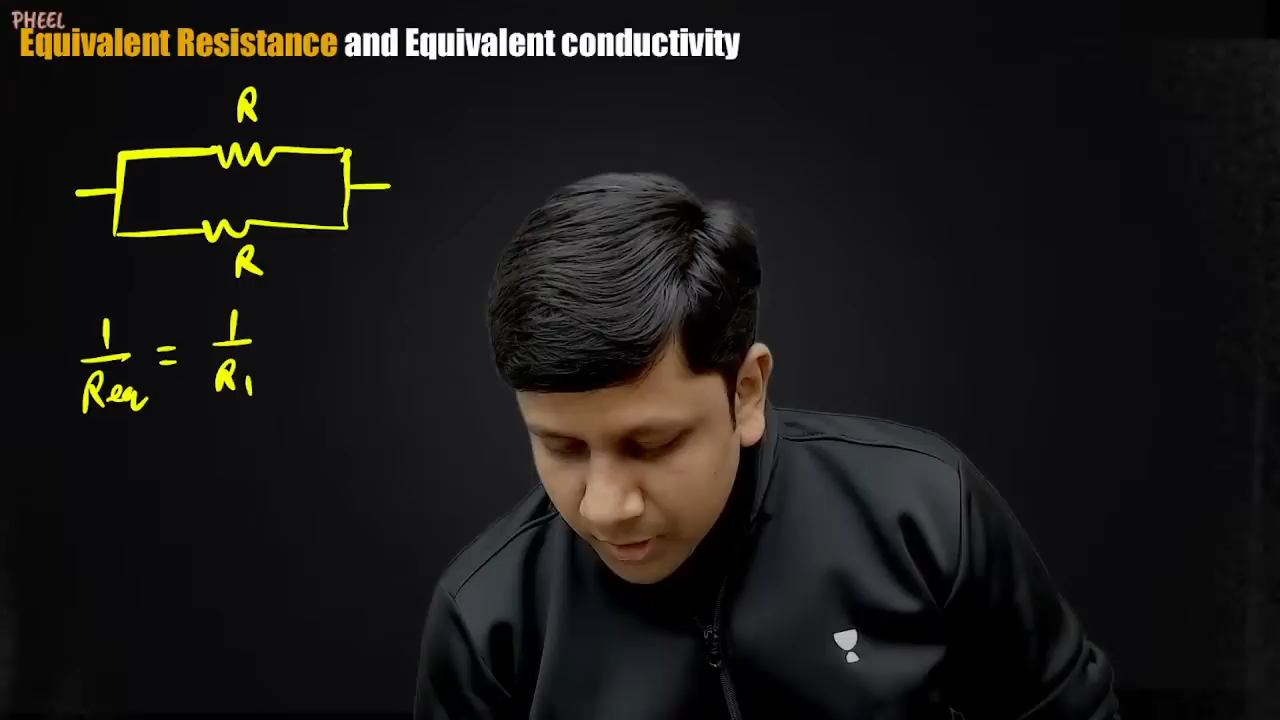 PHEEL
Equivalent Resistance and Equivalent conductivity
R
R
1/Req = 1/R1